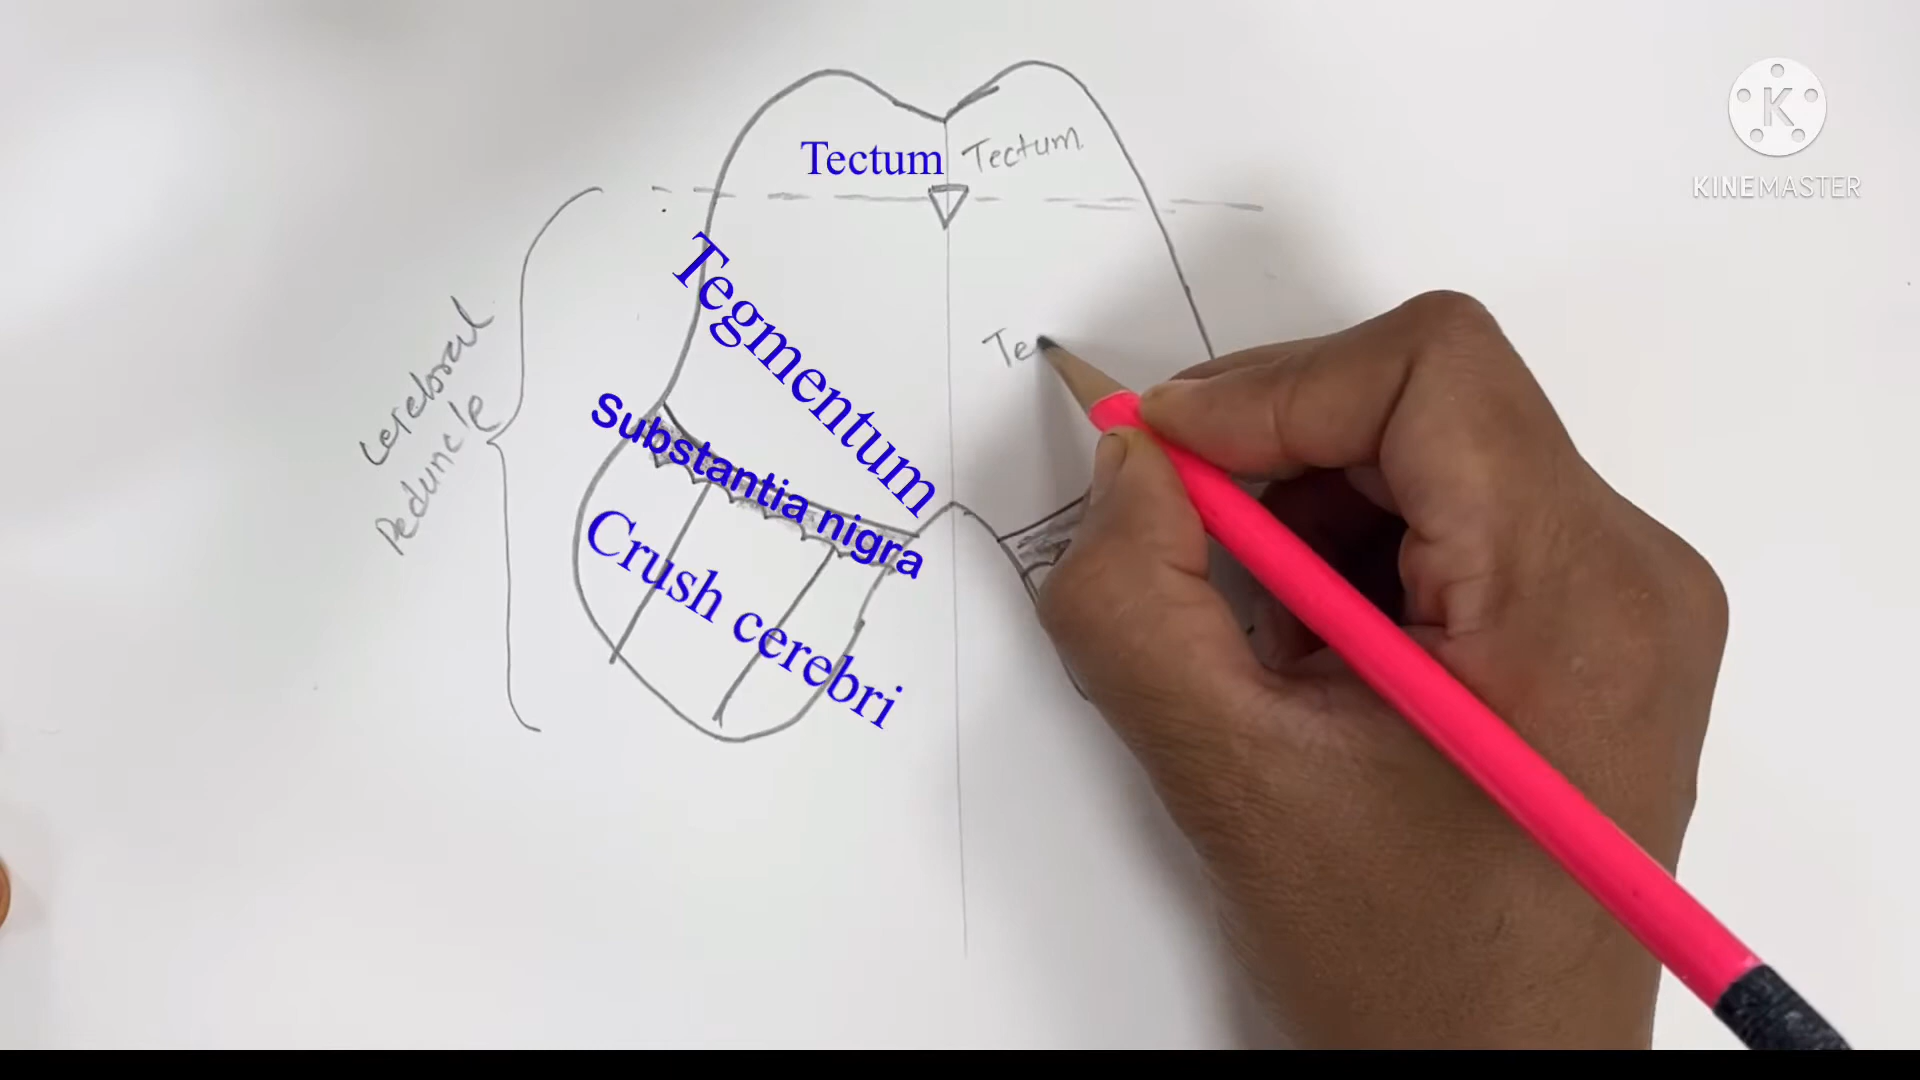 Tectum Tectum
KINEMASTER
Tegmentum
Te
Cerebral
Peduncle
Substantia nigra
Crush cerebri